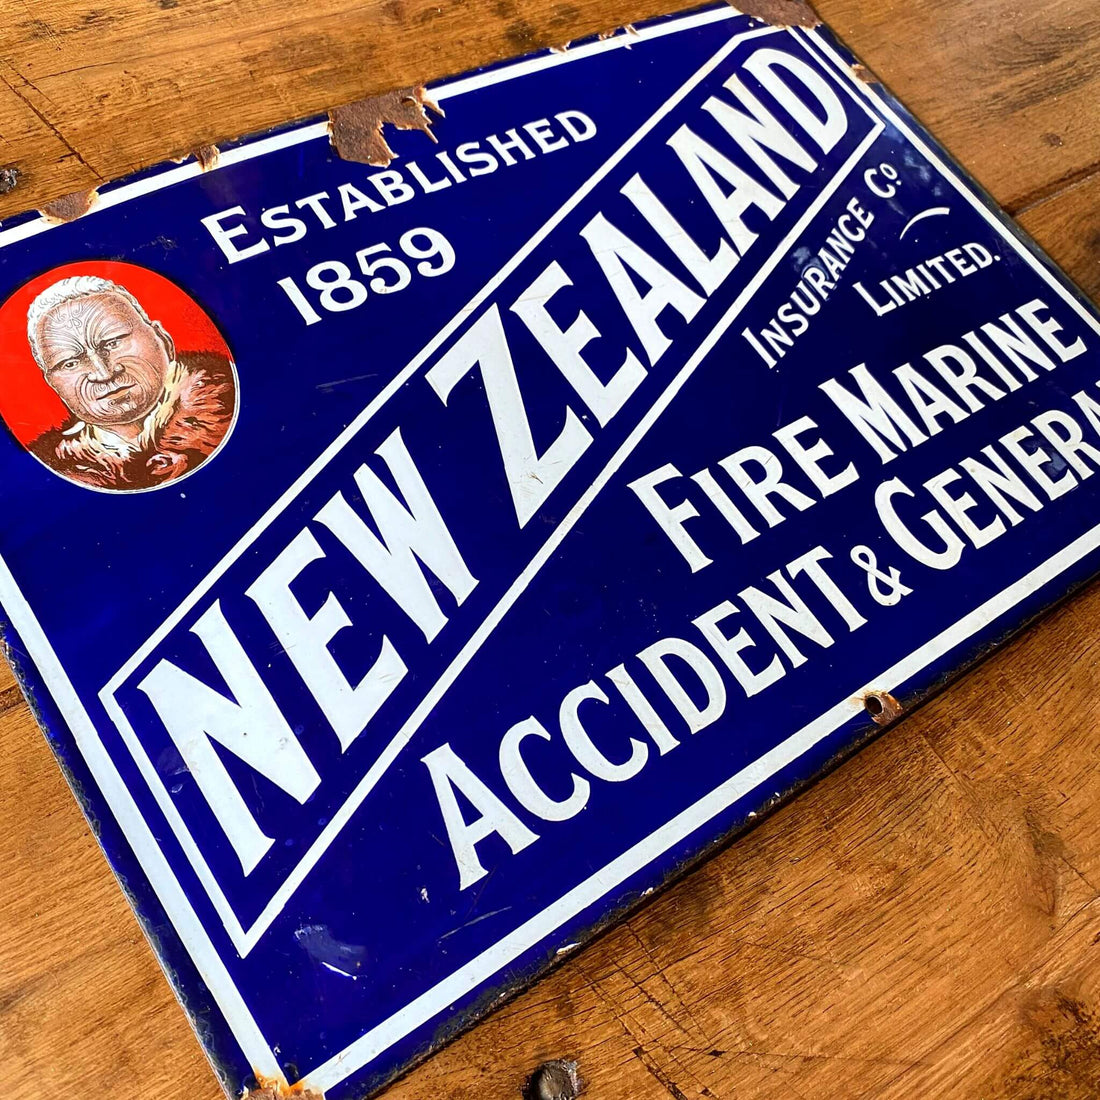 ESTABLISHED
1859
NEW ZEALAND
INSURANCE Co.
LIMITED.
FIRE MARINE
ACCIDENT & GENERA